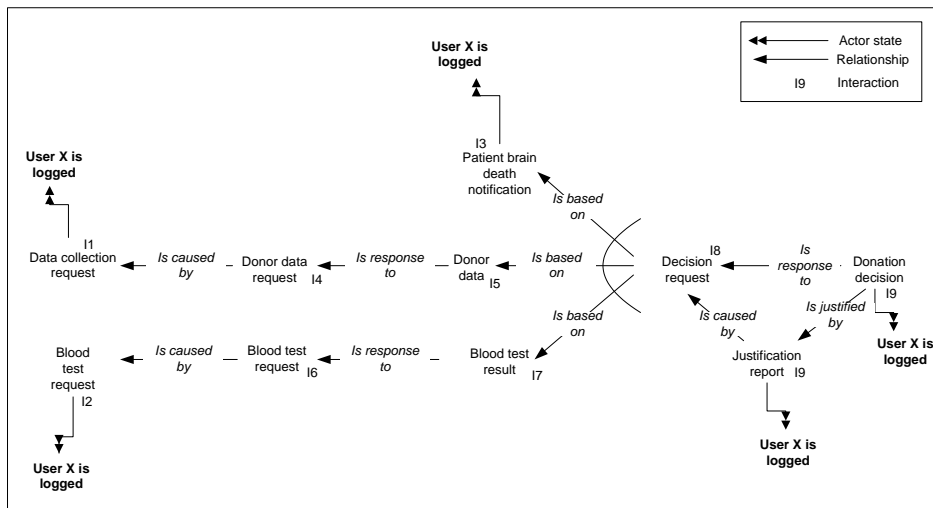 User X is
logged
Actor state
Relationship
I9 Interaction
I3
Patient brain
death
notification
User X is
logged
Is based
on
I1
Data collection
request
Is caused
by
Donor data
request
I4
Is response
to
Donor
data
I5
Is based
on
Decision
request
I8
Is
response
to
Donation
decision
I9
Is based
on
Is caused
by
Is justified
by
User X is
logged
Blood
test
request
I2
Is caused
by
Blood test
request
I6
Is response
to
Blood test
result
I7
Justification
report
I9
User X is
logged
User X is
logged